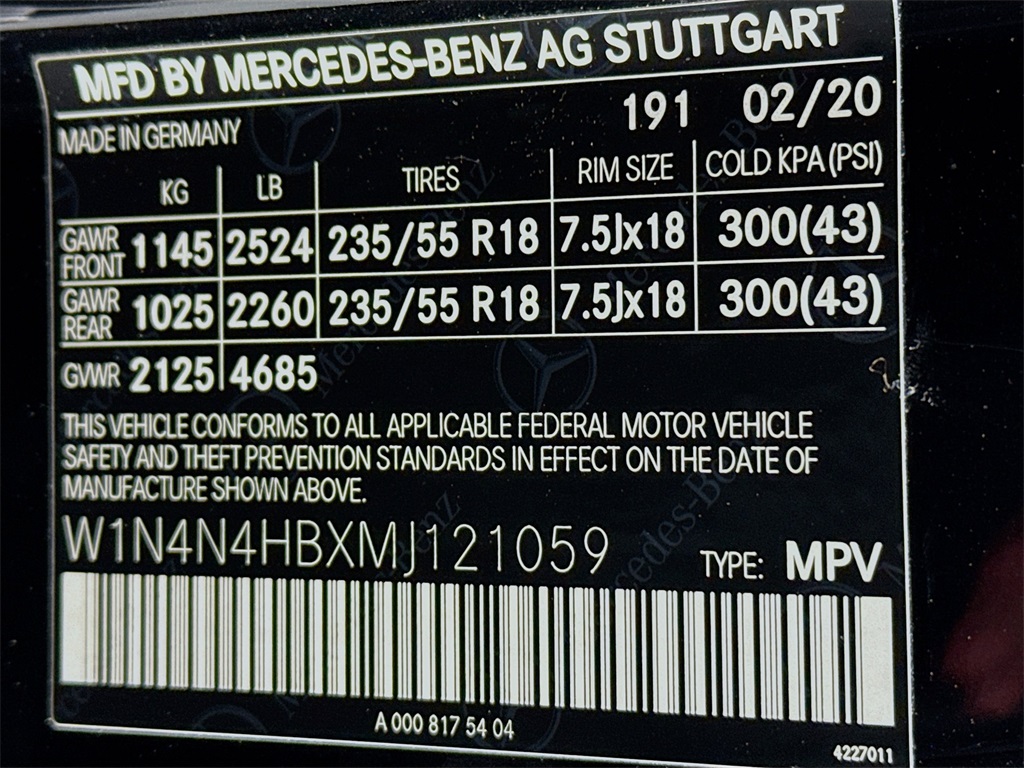 MFD BY MERCEDES-BENZ AG STUTTGART
191 02/20
MADE IN GERMANY
KG LB TIRES RIM SIZE COLD KPA (PSI)
GAWR FRONT 1145 2524 235/55 R18 7.5Jx18 300(43)
GAWR REAR 1025 2260 235/55 R18 7.5Jx18 300(43)
GVWR 2125 4685
THIS VEHICLE CONFORMS TO ALL APPLICABLE FEDERAL MOTOR VEHICLE
SAFETY AND THEFT PREVENTION STANDARDS IN EFFECT ON THE DATE OF
MANUFACTURE SHOWN ABOVE.
W1N4N4HBXMJ121059 TYPE: MPV
A 000 817 54 04
4227011